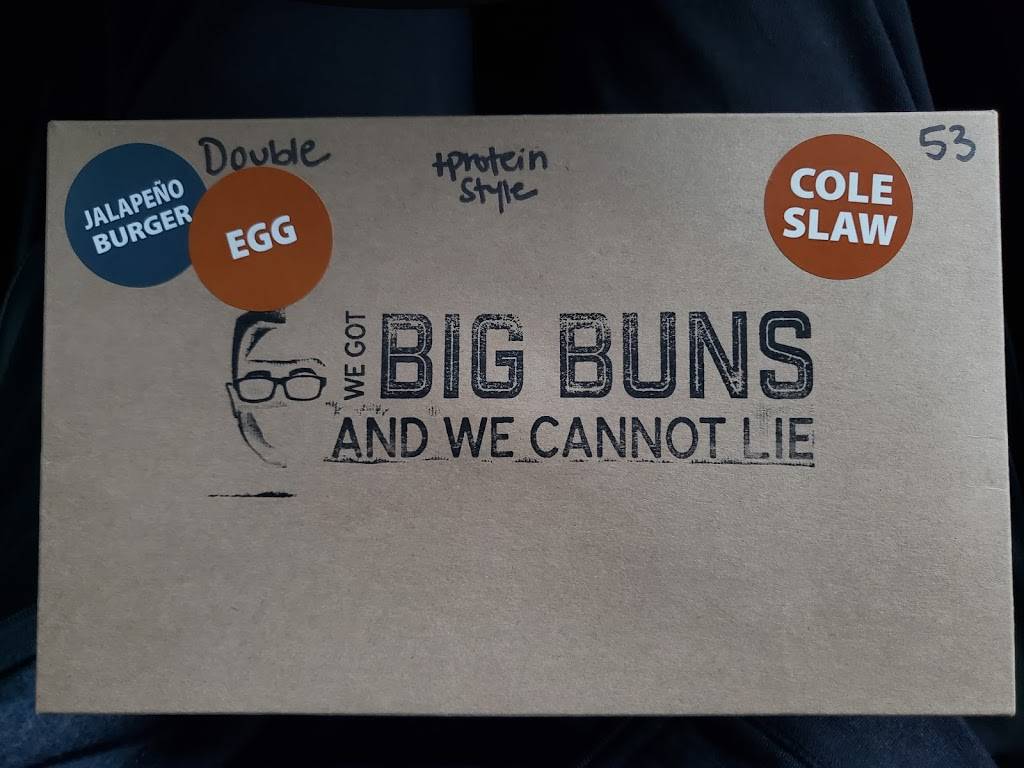 Double
+Protein
Style
53
JALAPEÑO
BURGER
EGG
COLE
SLAW
WE GOT
BIG BUNS
AND WE CANNOT LIE